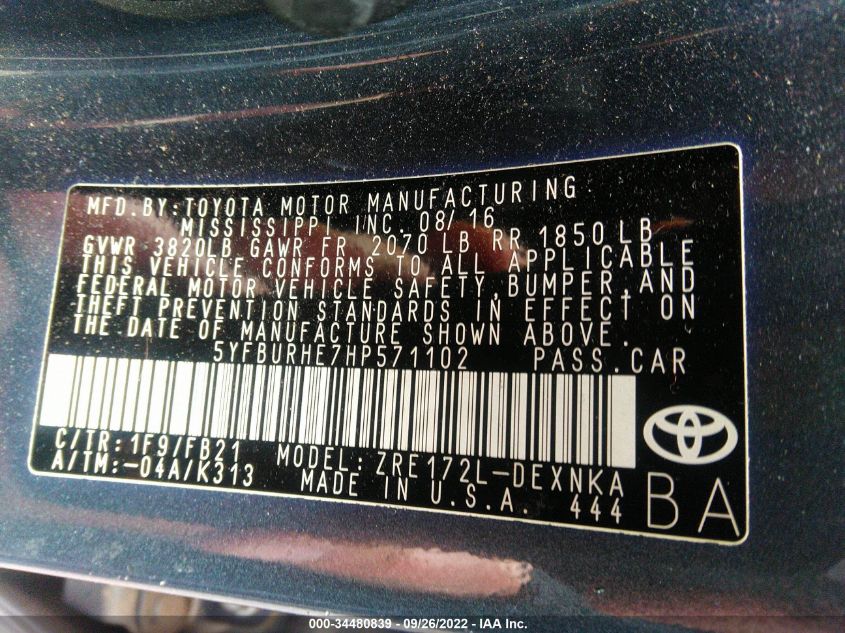 MFD.BY:TOYOTA MOTOR MANUFACTURING
MISSISSIPPI INC. 08/16
GVWR 3820LB GAWR FR 2070 LB RR 1850 LB
THIS VEHICLE CONFORMS TO ALL APPLICABLE
FEDERAL MOTOR VEHICLE SAFETY,BUMPER,AND
THEFT PREVENTION STANDARDS IN EFFECT ON
THE DATE OF MANUFACTURE SHOWN ABOVE.
5YFBURHE7HP571102 PASS.CAR
C/TR:1F9/FB21 MODEL:ZRE172L-DEXNKA
A/TM:-04A/K313 MADE IN U.S.A. 444 BA
000-34480839 - 09/26/2022 - IAA Inc.